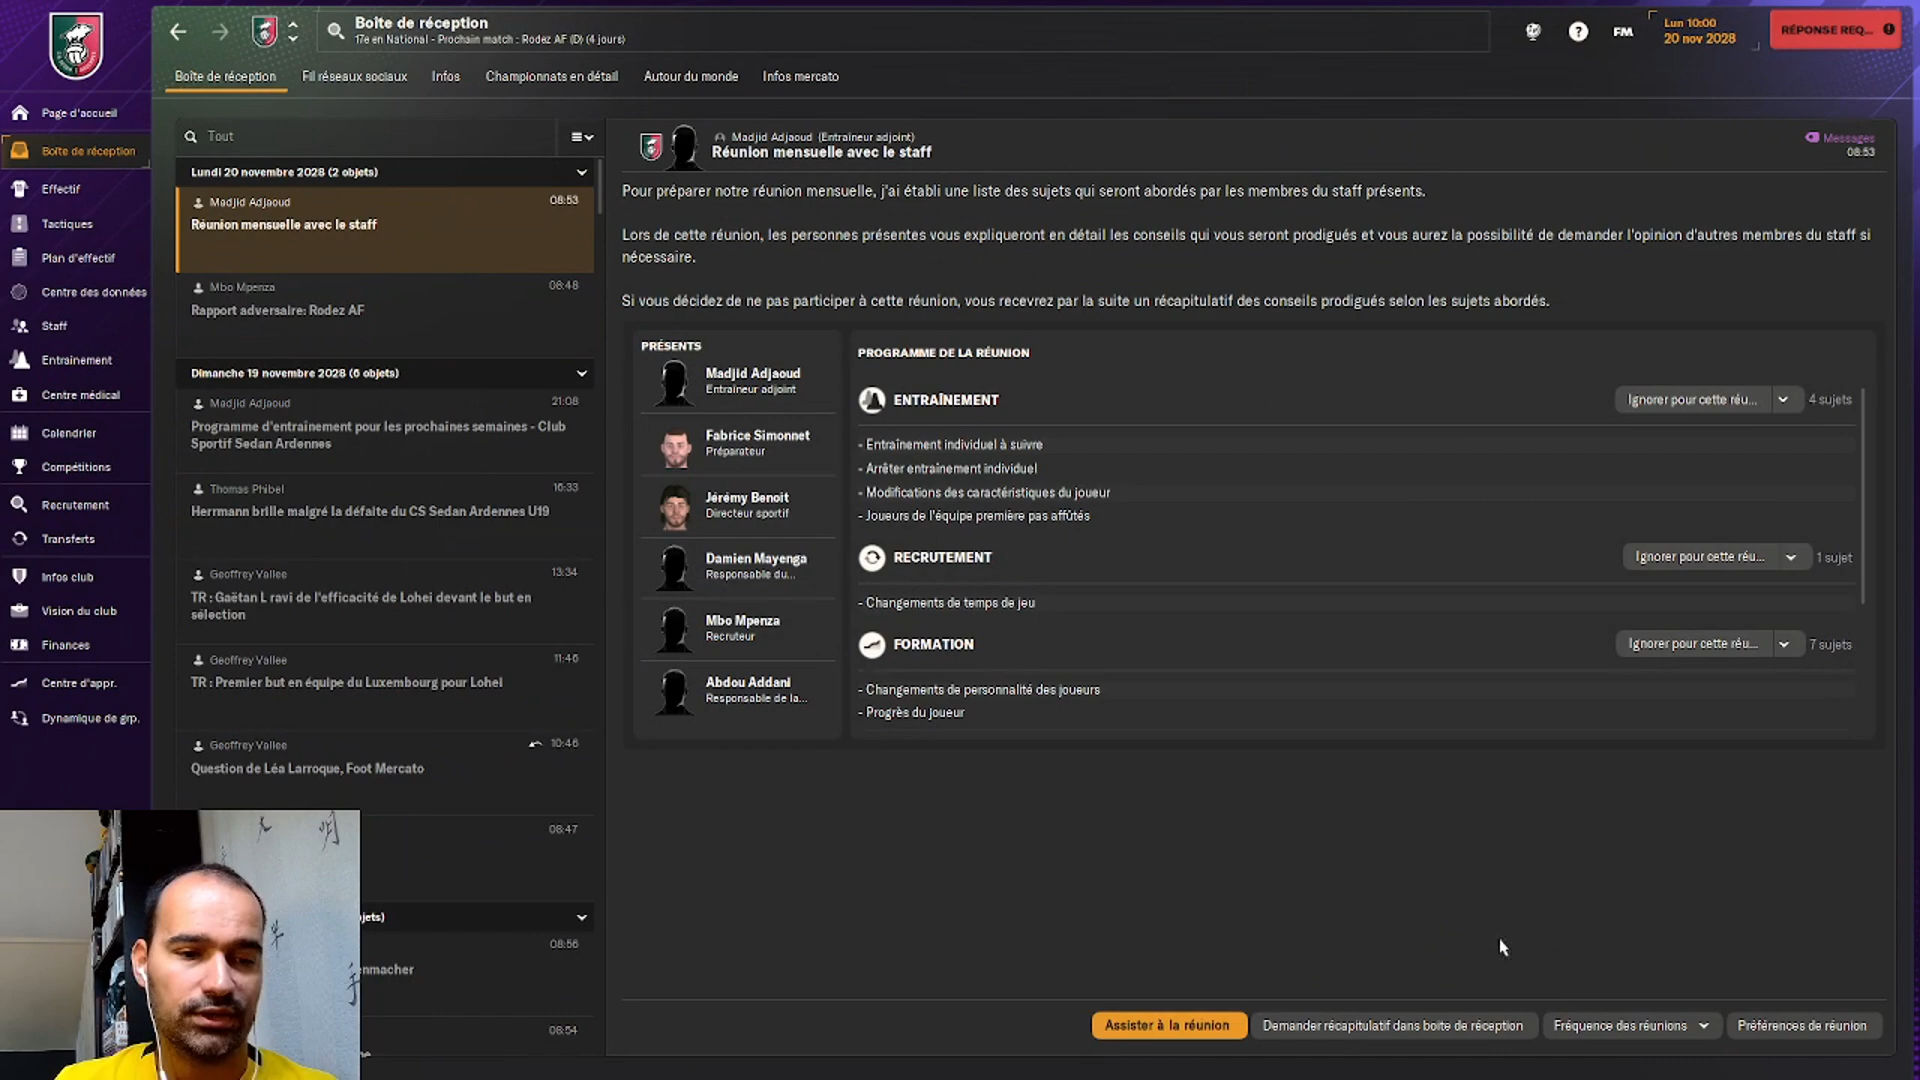 Boîte de réception
17e en National - Prochain match : Rodez AF (D) (4 jours)
FM
Lun 10:00
20 nov 2028
RÉPONSE REQ...
Boîte de réception
Fil réseaux sociaux
Infos
Championnats en détail
Autour du monde
Infos mercato
Page d'accueil
Boîte de réception
Effectif
Tactiques
Plan d'effectif
Centre des données
Staff
Entraînement
Centre médical
Calendrier
Compétitions
Recrutement
Transferts
Infos club
Vision du club
Finances
Centre d'appr.
Dynamique de grp.
Tout
Lundi 20 novembre 2028 (2 objets)
Madjid Adjaoud
08:53
Réunion mensuelle avec le staff
Mbo Mpenza
08:48
Rapport adversaire: Rodez AF
Dimanche 19 novembre 2028 (6 objets)
Madjid Adjaoud
21:08
Programme d'entraînement pour les prochaines semaines - Club
Sportif Sedan Ardennes
Thomas Phibel
16:33
Herrmann brille malgré la défaite du CS Sedan Ardennes U19
Geoffrey Vallee
13:34
TR : Gaëtan L ravi de l'efficacité de Lohei devant le but en
sélection
Geoffrey Vallee
11:46
TR : Premier but en équipe du Luxembourg pour Lohei
Geoffrey Vallee
10:46
Question de Léa Larroque, Foot Mercato
08:47
jets)
08:56
enmacher
08:54
Madjid Adjaoud (Entraîneur adjoint)
Réunion mensuelle avec le staff
Messages
08:53
Pour préparer notre réunion mensuelle, j'ai établi une liste des sujets qui seront abordés par les membres du staff présents.
Lors de cette réunion, les personnes présentes vous expliqueront en détail les conseils qui vous seront prodigués et vous aurez la possibilité de demander l'opinion d'autres membres du staff si
nécessaire.
Si vous décidez de ne pas participer à cette réunion, vous recevrez par la suite un récapitulatif des conseils prodigués selon les sujets abordés.
PRÉSENTS
Madjid Adjaoud
Entraîneur adjoint
Fabrice Simonnet
Préparateur
Jérémy Benoit
Directeur sportif
Damien Mayenga
Responsable du...
Mbo Mpenza
Recruteur
Abdou Addani
Responsable de la...
PROGRAMME DE LA RÉUNION
ENTRAÎNEMENT
Ignorer pour cette réu...
4 sujets
- Entraînement individuel à suivre
- Arrêter entraînement individuel
- Modifications des caractéristiques du joueur
- Joueurs de l'équipe première pas affûtés
RECRUTEMENT
Ignorer pour cette réu...
1 sujet
- Changements de temps de jeu
FORMATION
Ignorer pour cette réu...
7 sujets
- Changements de personnalité des joueurs
- Progrès du joueur
Assister à la réunion
Demander récapitulatif dans boîte de réception
Fréquence des réunions
Préférences de réunion